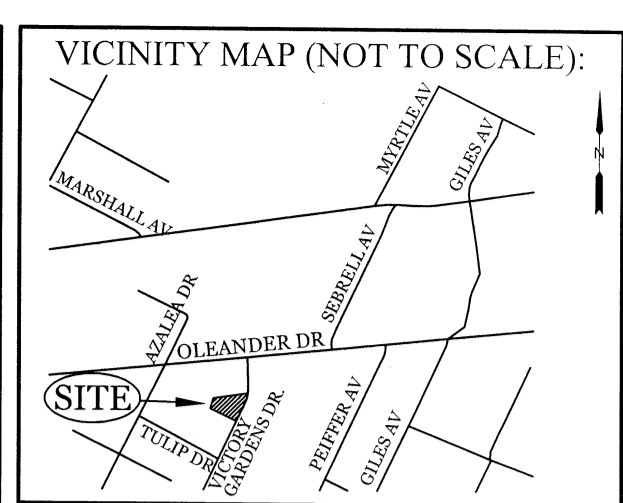 VICINITY MAP (NOT TO SCALE):
MYRTLE AV
GILES AV
N
MARSHALL AV
SEBRELL AV
AZALEA DR
OLEANDER DR
SITE
TULIP DR
VICTORY
GARDENS DR.
PEIFFER AV
GILES AV